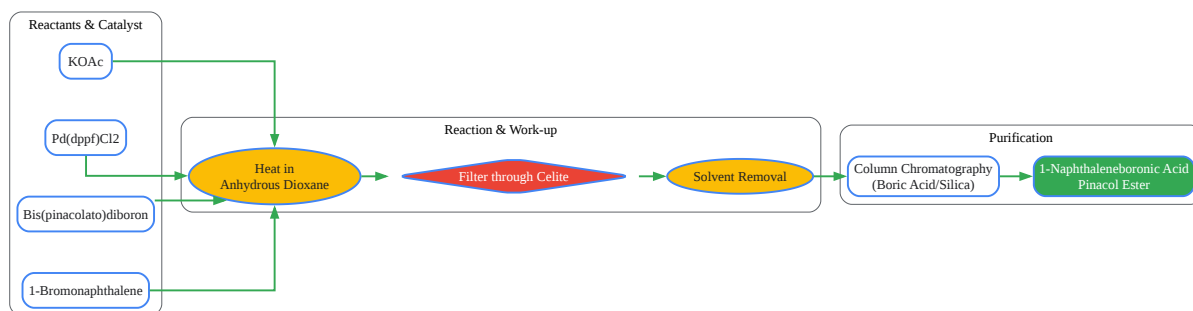 Reactants & Catalyst
KOAc
Pd(dppf)Cl2
Bis(pinacolato)diboron
1-Bromonaphthalene
Reaction & Work-up
Heat in
Anhydrous Dioxane
Filter through Celite
Solvent Removal
Purification
Column Chromatography
(Boric Acid/Silica)
1-Naphthaleneboronic Acid
Pinacol Ester